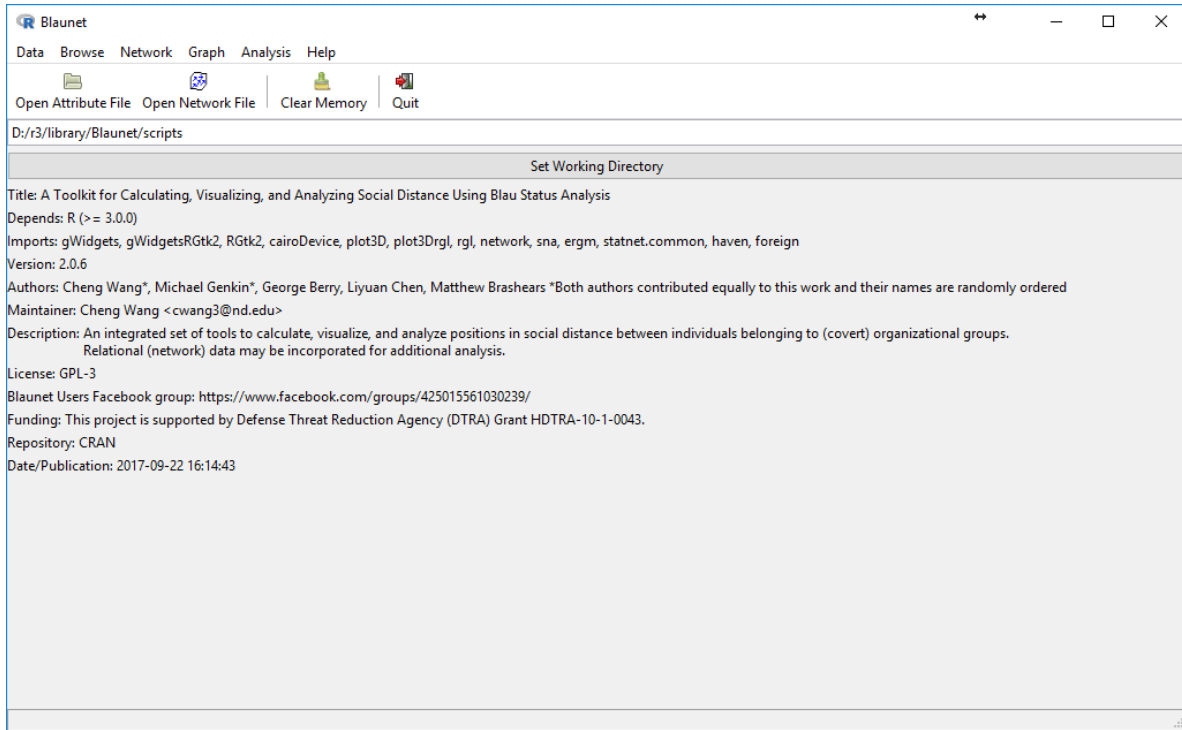 Blaunet
Data Browse Network Graph Analysis Help
Open Attribute File Open Network File Clear Memory Quit
D:/r3/library/Blaunet/scripts
Set Working Directory
Title: A Toolkit for Calculating, Visualizing, and Analyzing Social Distance Using Blau Status Analysis
Depends: R (>= 3.0.0)
Imports: gWidgets, gWidgetsRGtk2, RGtk2, cairoDevice, plot3D, plot3Drgl, rgl, network, sna, ergm, statnet.common, haven, foreign
Version: 2.0.6
Authors: Cheng Wang*, Michael Genkin*, George Berry, Liyuan Chen, Matthew Brashears *Both authors contributed equally to this work and their names are randomly ordered
Maintainer: Cheng Wang <cwang3@nd.edu>
Description: An integrated set of tools to calculate, visualize, and analyze positions in social distance between individuals belonging to (covert) organizational groups.
Relational (network) data may be incorporated for additional analysis.
License: GPL-3
Blaunet Users Facebook group: https://www.facebook.com/groups/425015561030239/
Funding: This project is supported by Defense Threat Reduction Agency (DTRA) Grant HDTRA-10-1-0043.
Repository: CRAN
Date/Publication: 2017-09-22 16:14:43